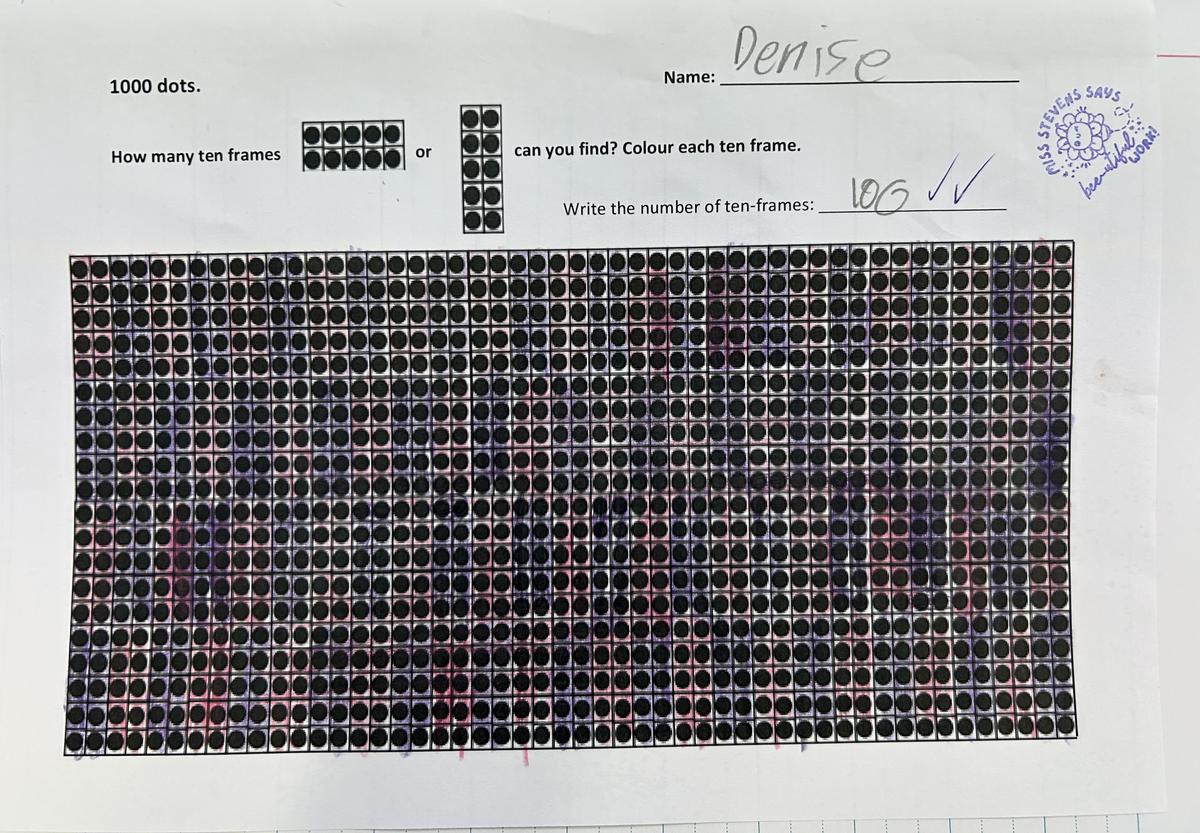 Denise
1000 dots.
Name:
How many ten frames or can you find? Colour each ten frame.
Write the number of ten-frames: 100
MISS STEVENS SAYS
beautiful
WORK!